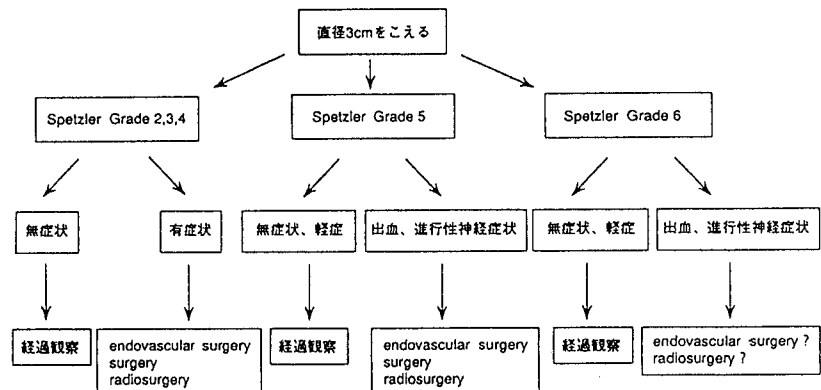 直径3cmをこえる
Spetzler Grade 2,3,4
Spetzler Grade 5
Spetzler Grade 6
無症状
有症状
無症状、軽症
出血、進行性神経症状
無症状、軽症
出血、進行性神経症状
経過観察
endovascular surgery
surgery
radiosurgery
経過観察
endovascular surgery
surgery
radiosurgery
経過観察
endovascular surgery ?
radiosurgery ?